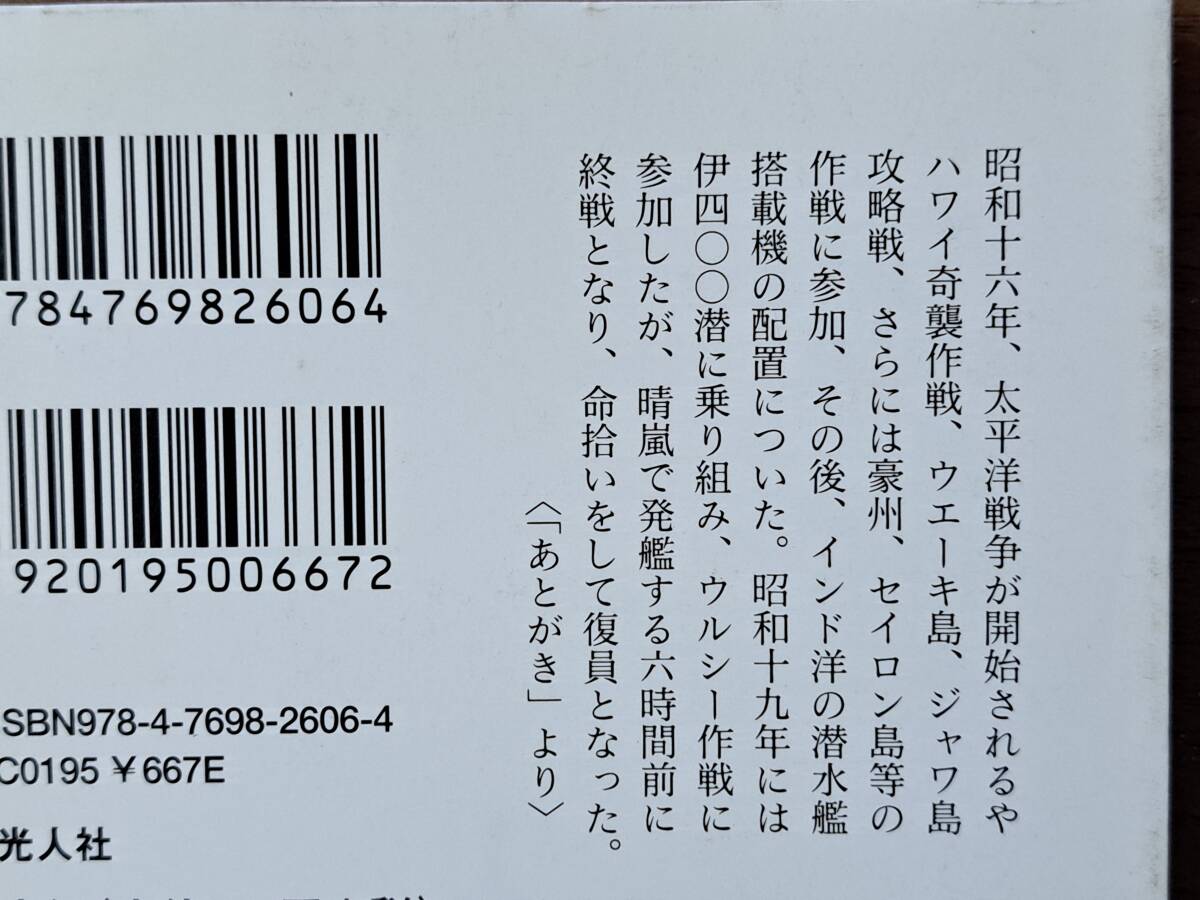 昭和十六年、太平洋戦争が開始されるや
ハワイ奇襲作戦、ウエーキ島、ジャワ島
攻略戦、さらには豪州、セイロン島等の
作戦に参加、その後、インド洋の潜水艦
搭載機の配置についた。昭和十九年には
伊四〇〇潜に乗り組み、ウルシー作戦に
参加したが、晴嵐で発艦する六時間前に
終戦となり、命拾いをして復員となった。
〈「あとがき」より〉
784769826064
920195006672
SBN978-4-7698-2606-4
C0195 ￥667E
光人社